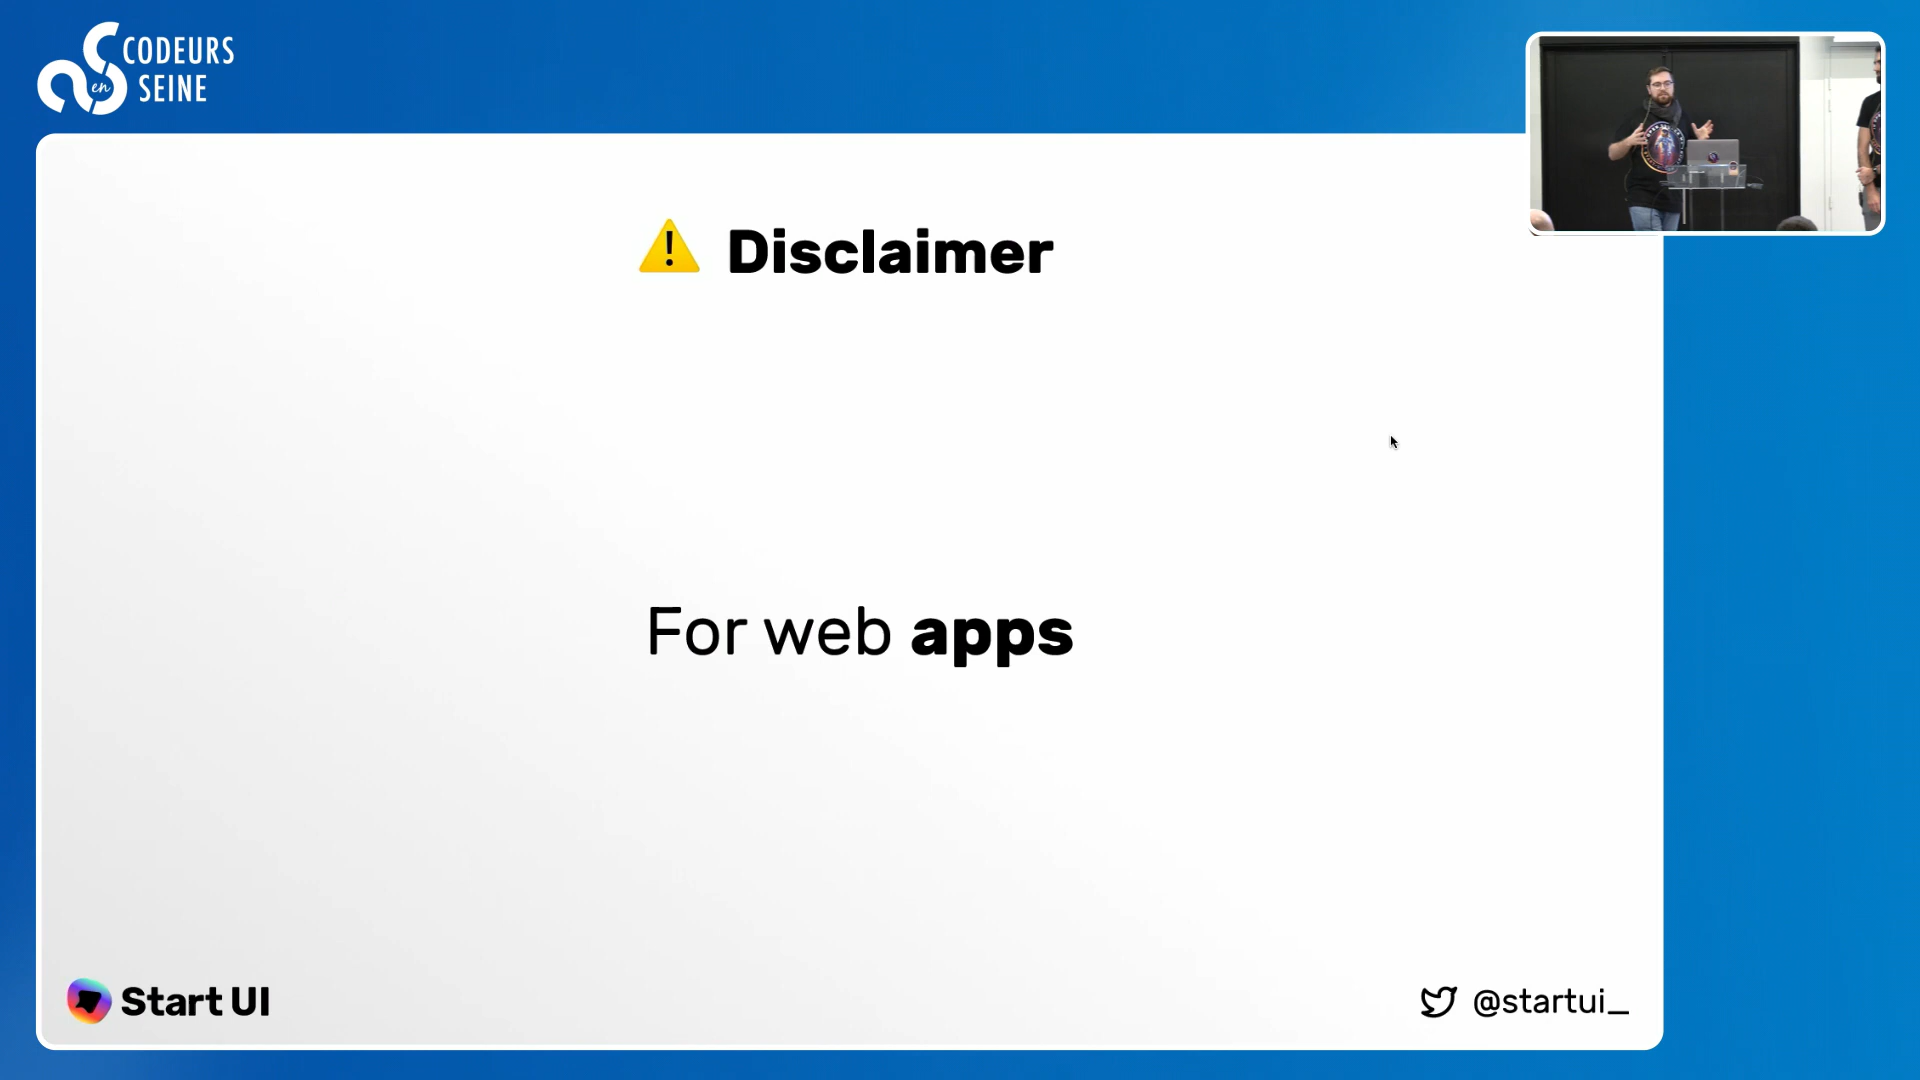 CODEURS
en SEINE
⚠️ Disclaimer
For web apps
Start UI
@startui_